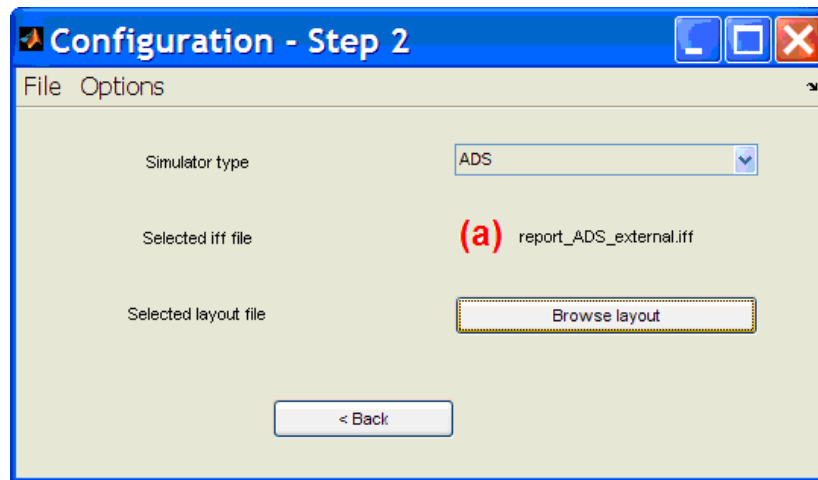 Configuration - Step 2
File Options
Simulator type ADS
Selected iff file (a) report_ADS_external.iff
Selected layout file Browse layout
< Back